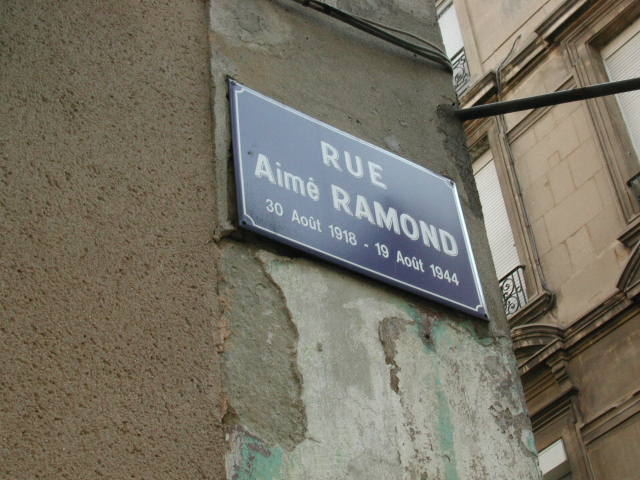 RUE
Aimé RAMOND
30 Août 1918 - 19 Août 1944